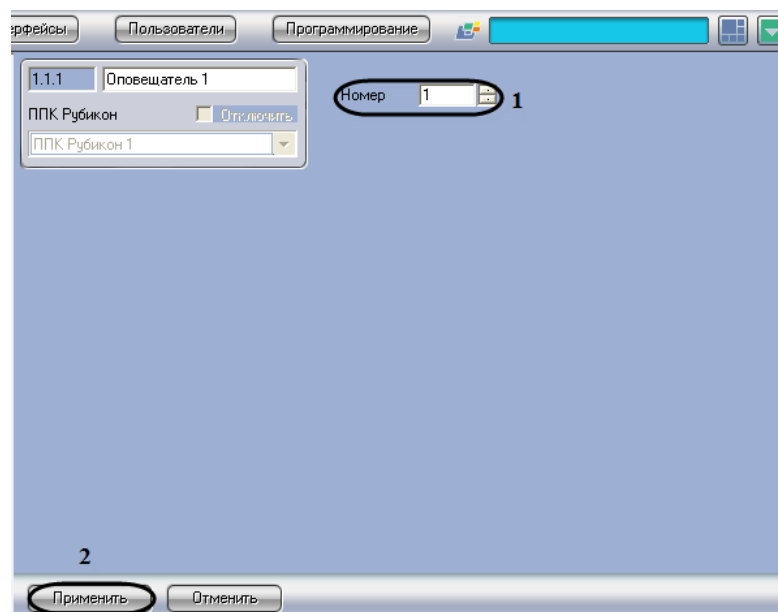 рфейсы Пользователи Программирование
1.1.1 Оповещатель 1
Номер 1 1
ППК Рубикон Отключить
ППК Рубикон 1
2
Применить Отменить